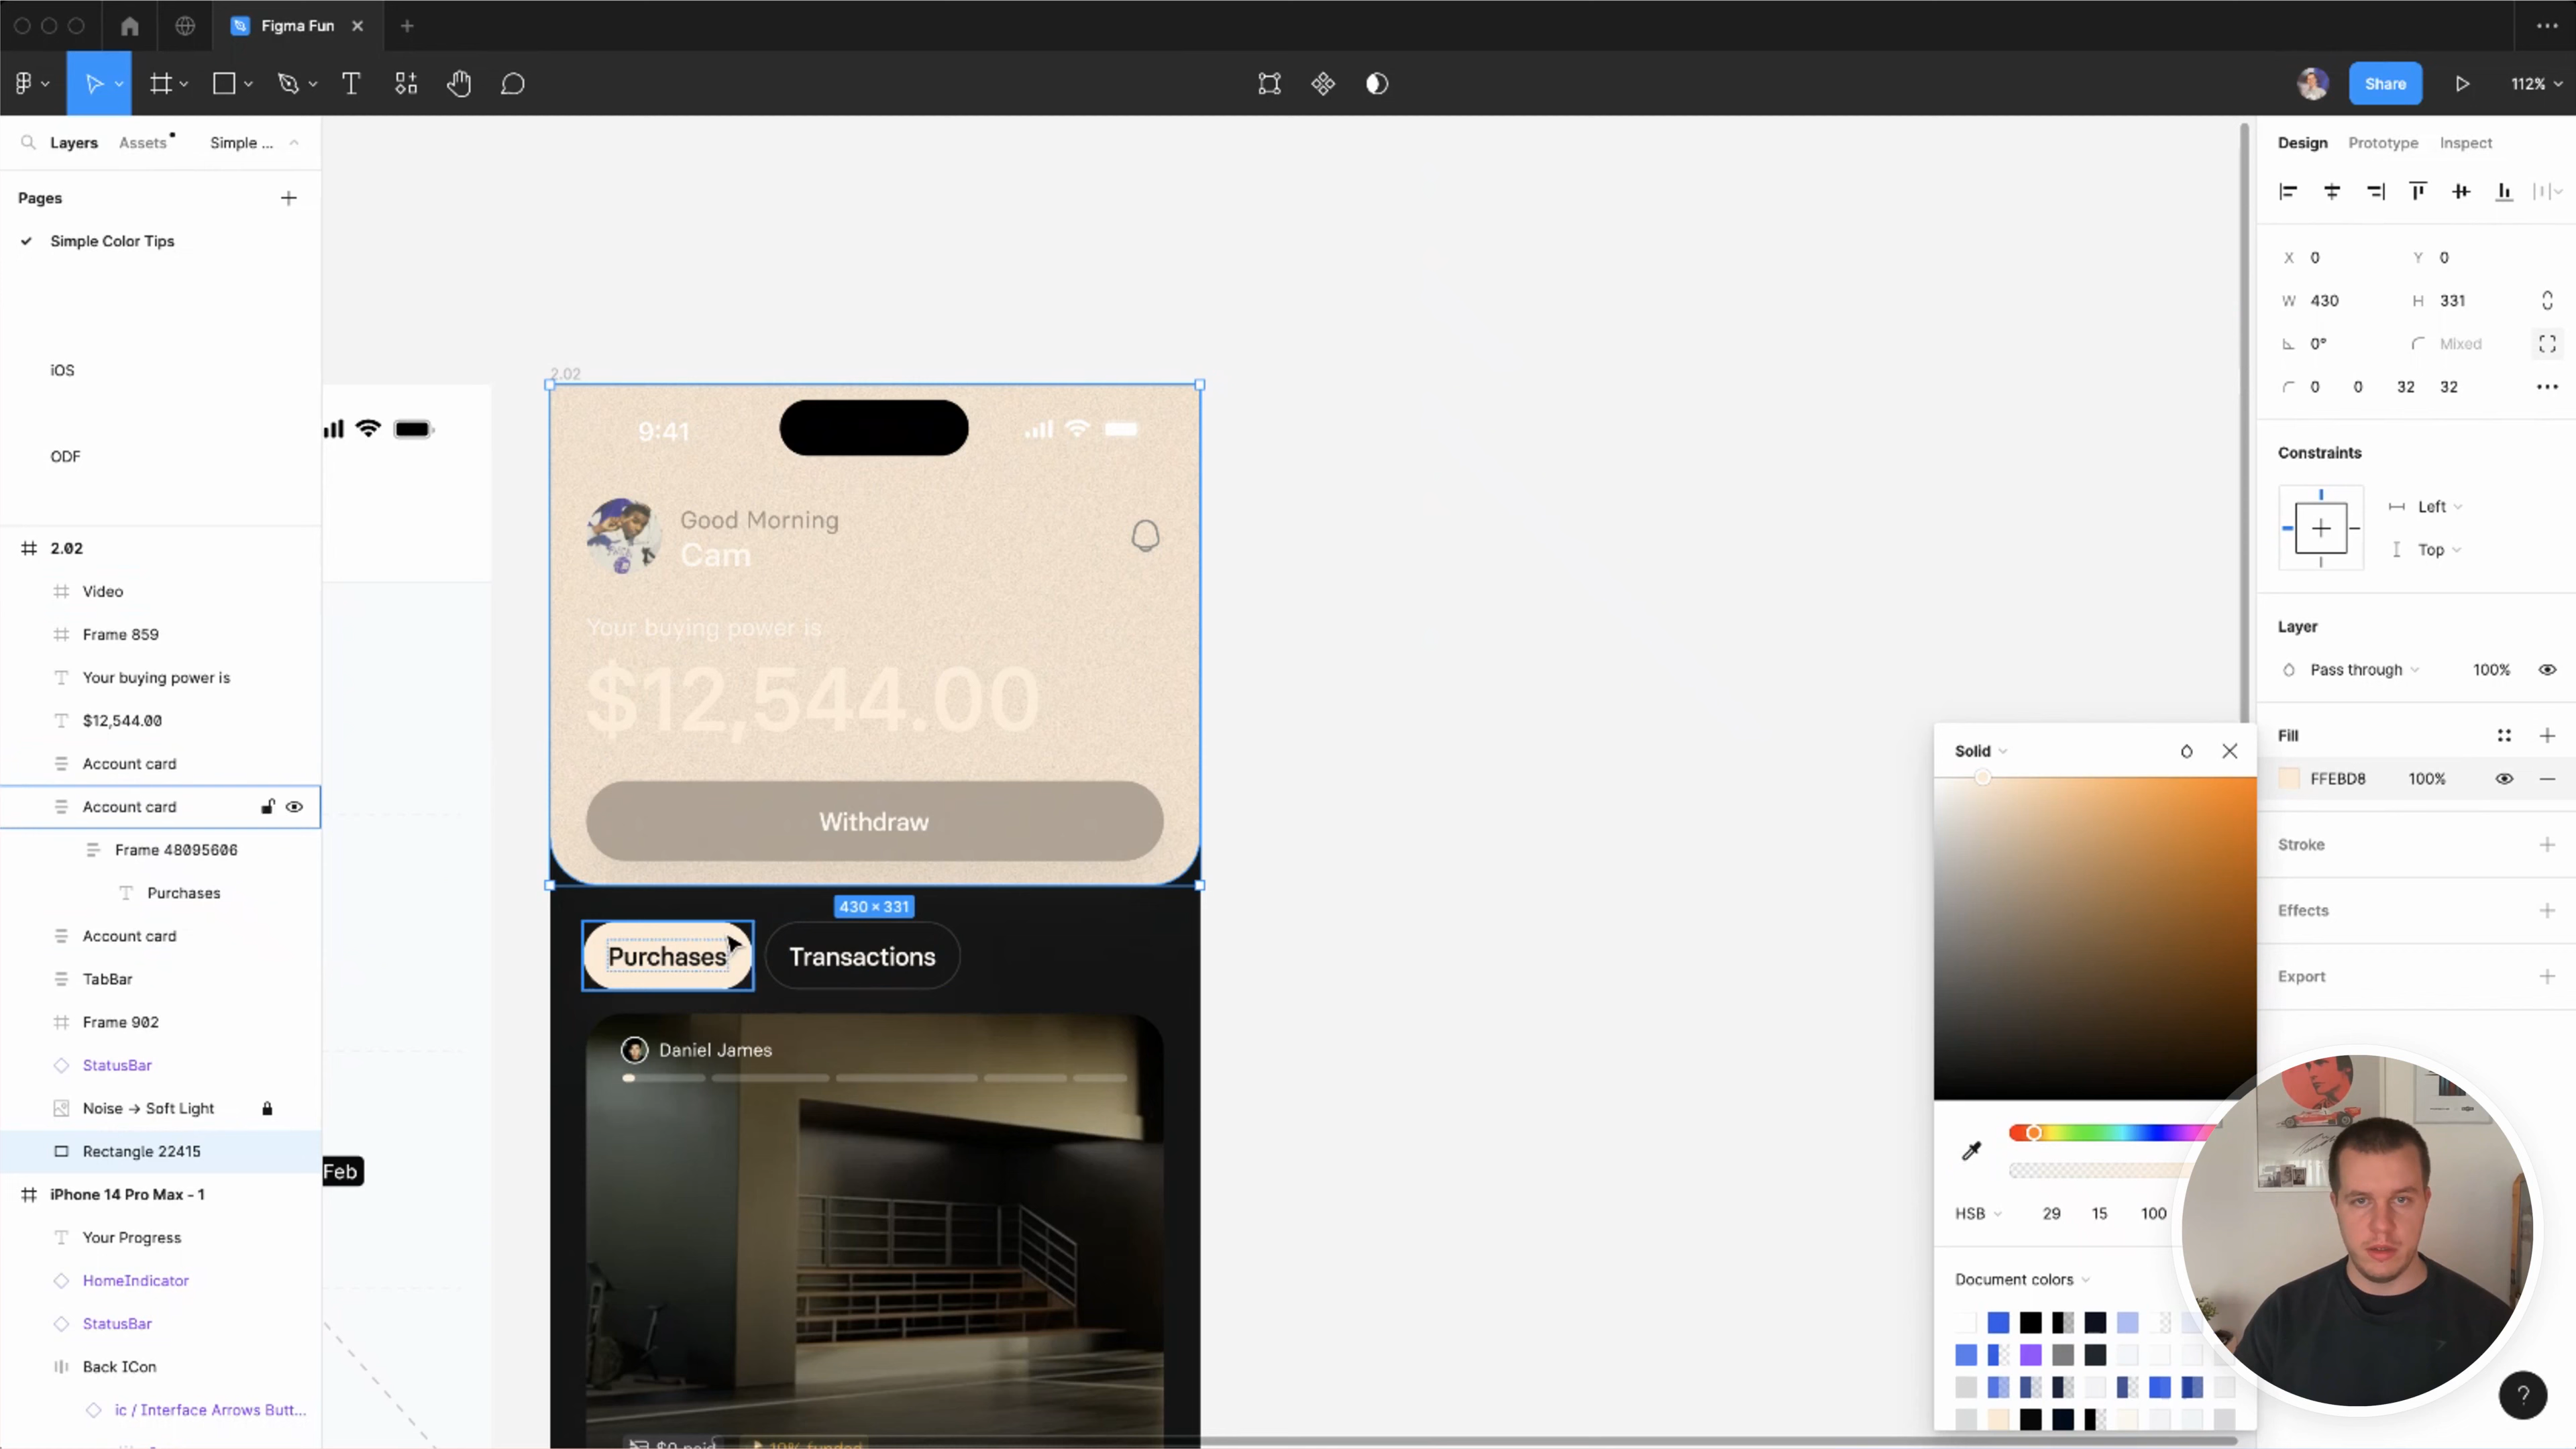 Figma Fun
Share
112%
Layers
Assets
Simple ...
Pages
Simple Color Tips
iOS
ODF
2.02
Video
Frame 859
Your buying power is
$12,544.00
Account card
Account card
Frame 48095606
Purchases
Account card
TabBar
Frame 902
StatusBar
Noise → Soft Light
Rectangle 22415
iPhone 14 Pro Max - 1
Your Progress
HomeIndicator
StatusBar
Back ICon
ic / Interface Arrows Butt...
Feb
2.02
9:41
Good Morning
Cam
Your buying power is
$12,544.00
Withdraw
430 × 331
Purchases
Transactions
Daniel James
Solid
HSB
29
15
100
Document colors
Design
Prototype
Inspect
X 0
Y 0
W 430
H 331
0°
Mixed
0
0
32
32
Constraints
Left
Top
Layer
Pass through
100%
Fill
FFEBD8
100%
Stroke
Effects
Export
?